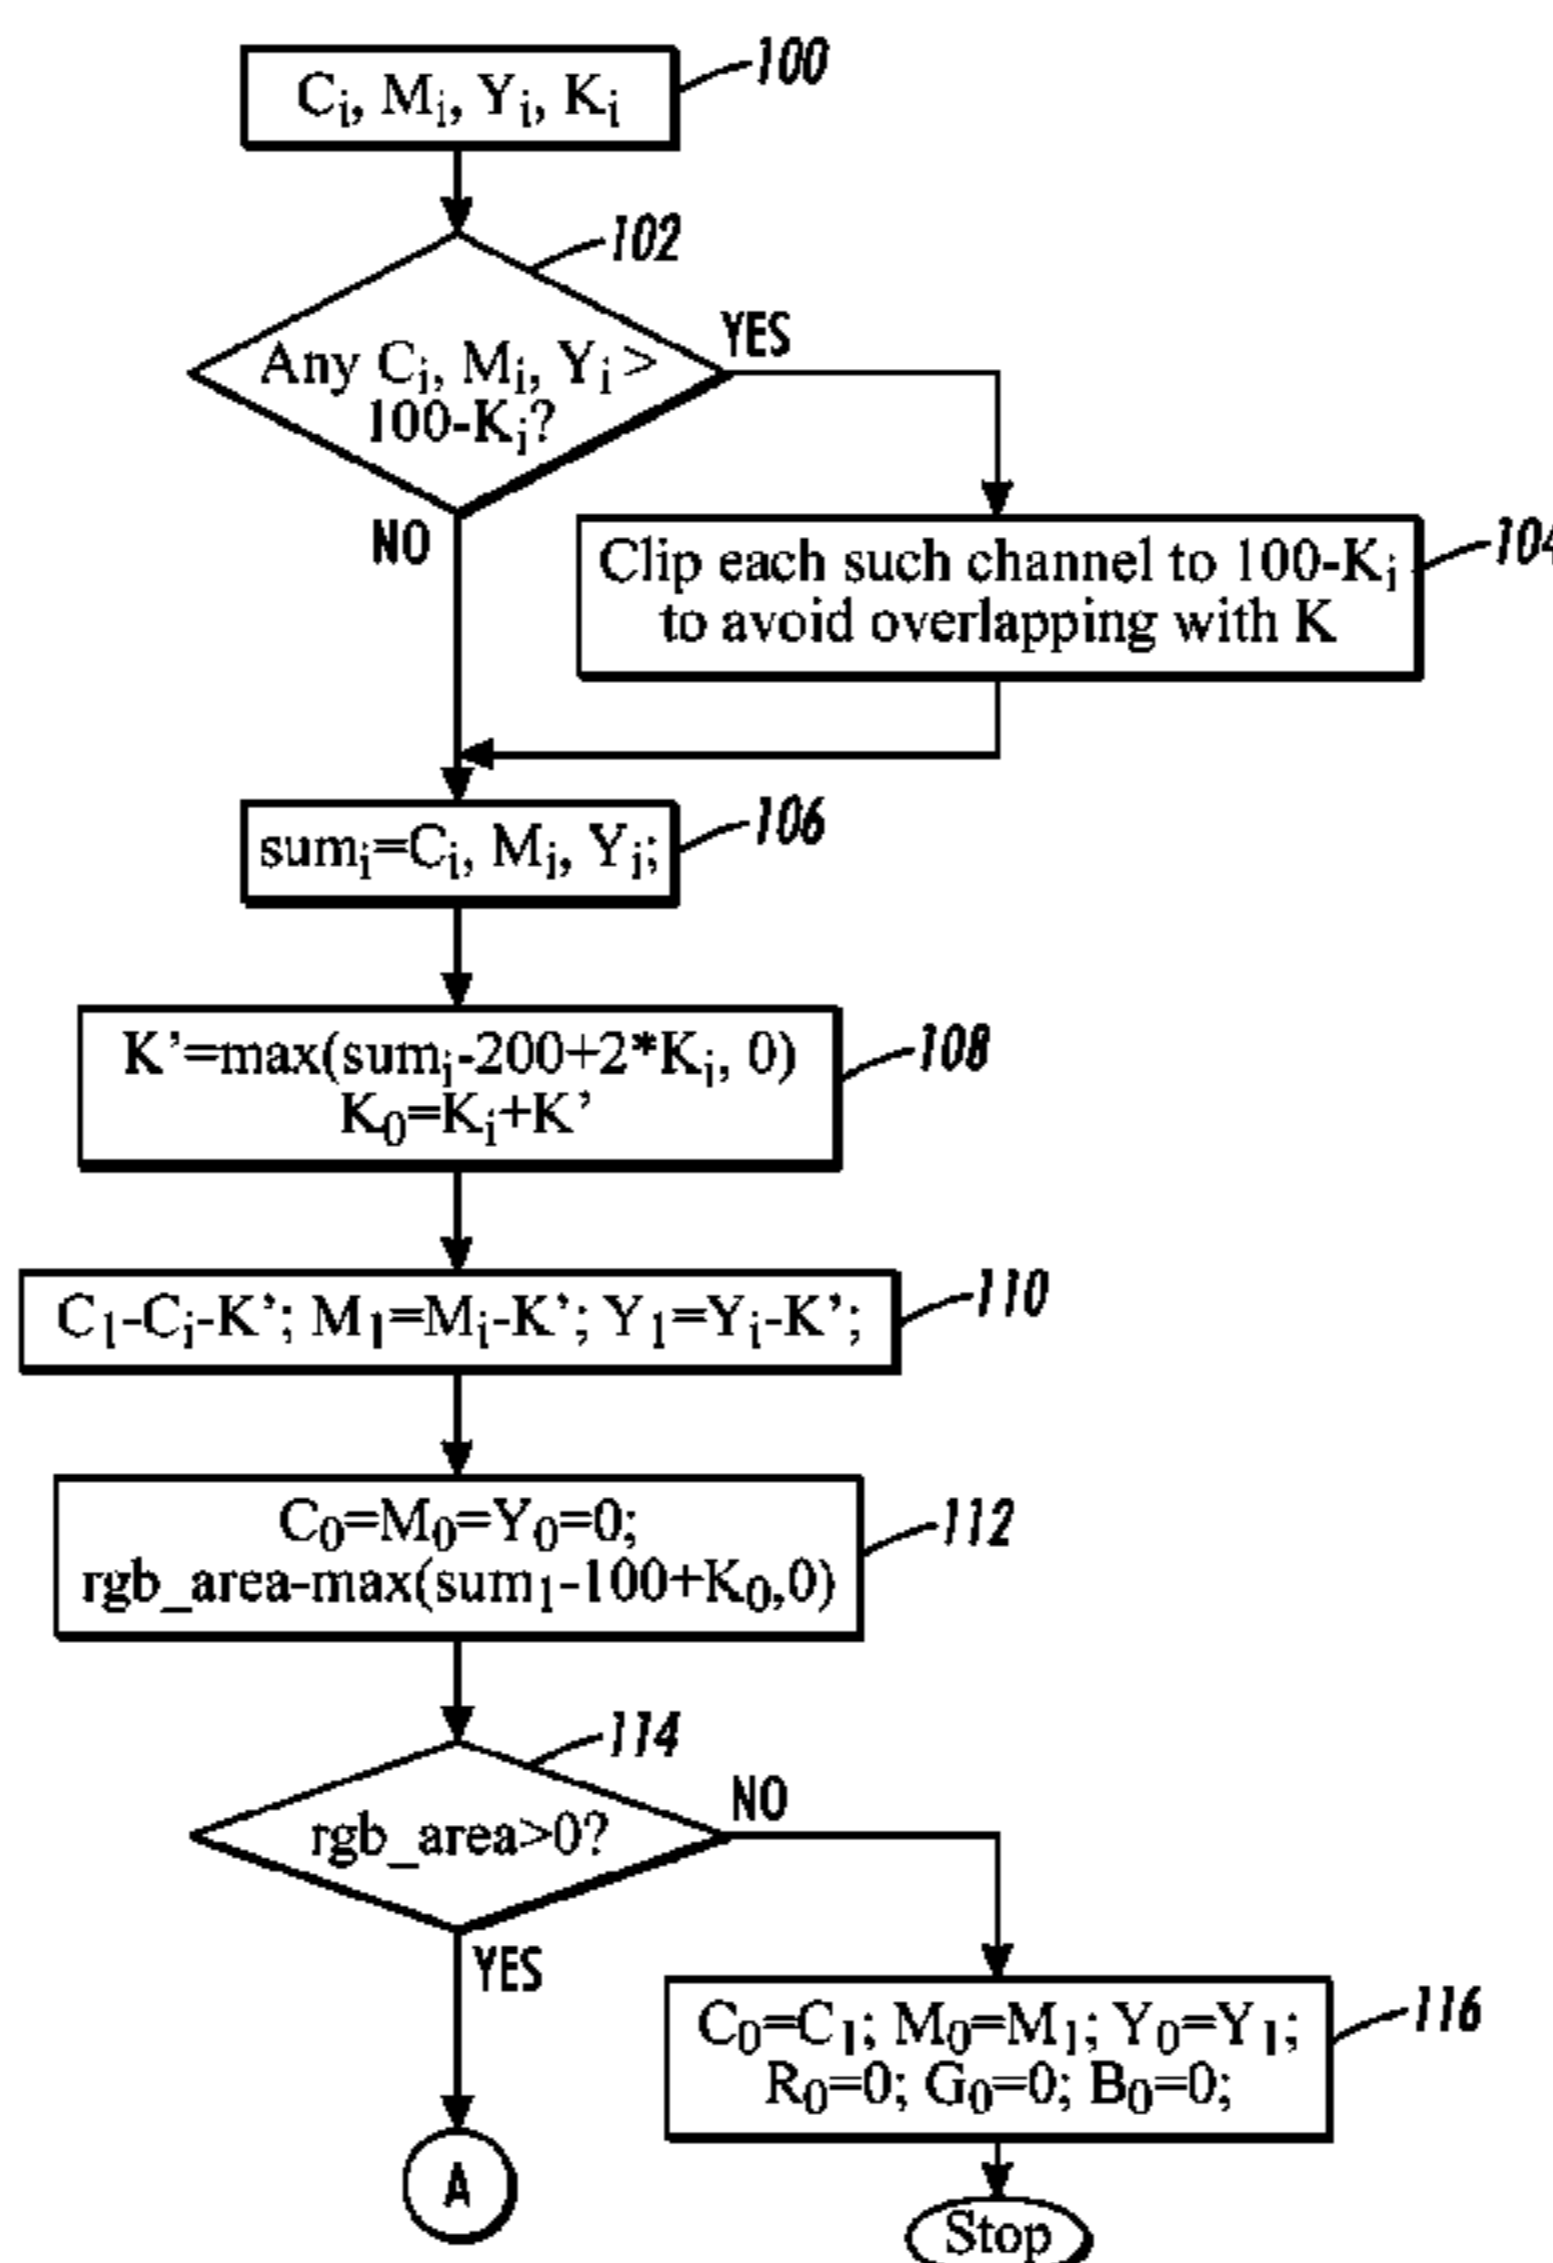 C_i, M_i, Y_i, K_i
100
102
Any C_i, M_i, Y_i >
100-K_i?
YES
NO
Clip each such channel to 100-K_i
to avoid overlapping with K
104
sum_i=C_i, M_i, Y_i;
106
K'=max(sum_i-200+2*K_i, 0)
K_0=K_i+K'
108
C_1-C_i-K'; M_1=M_i-K'; Y_1=Y_i-K';
110
C_0=M_0=Y_0=0;
rgb_area-max(sum_1-100+K_0,0)
112
114
rgb_area>0?
NO
YES
C_0=C_1; M_0=M_1; Y_0=Y_1;
R_0=0; G_0=0; B_0=0;
116
A
Stop